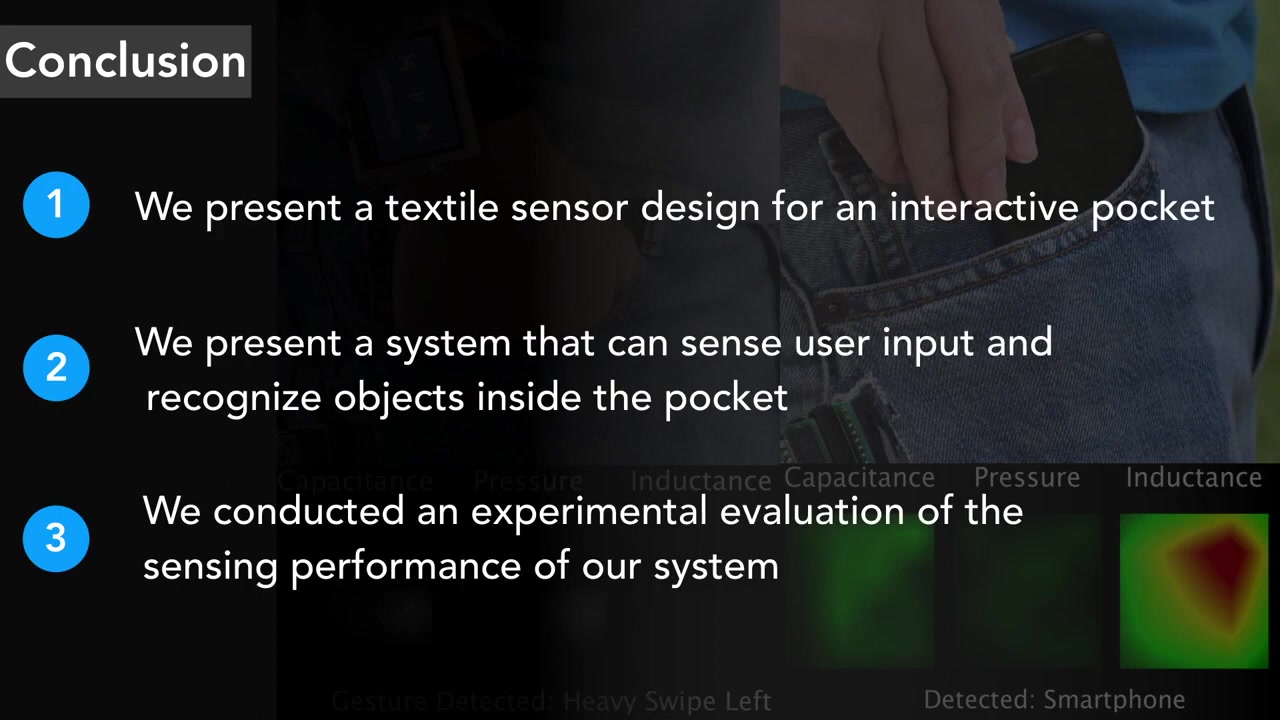 Conclusion
1
We present a textile sensor design for an interactive pocket
2
We present a system that can sense user input and
recognize objects inside the pocket
Capacitance Pressure Inductance Capacitance Pressure Inductance
3
We conducted an experimental evaluation of the
sensing performance of our system
Gesture Detected: Heavy Swipe Left
Detected: Smartphone